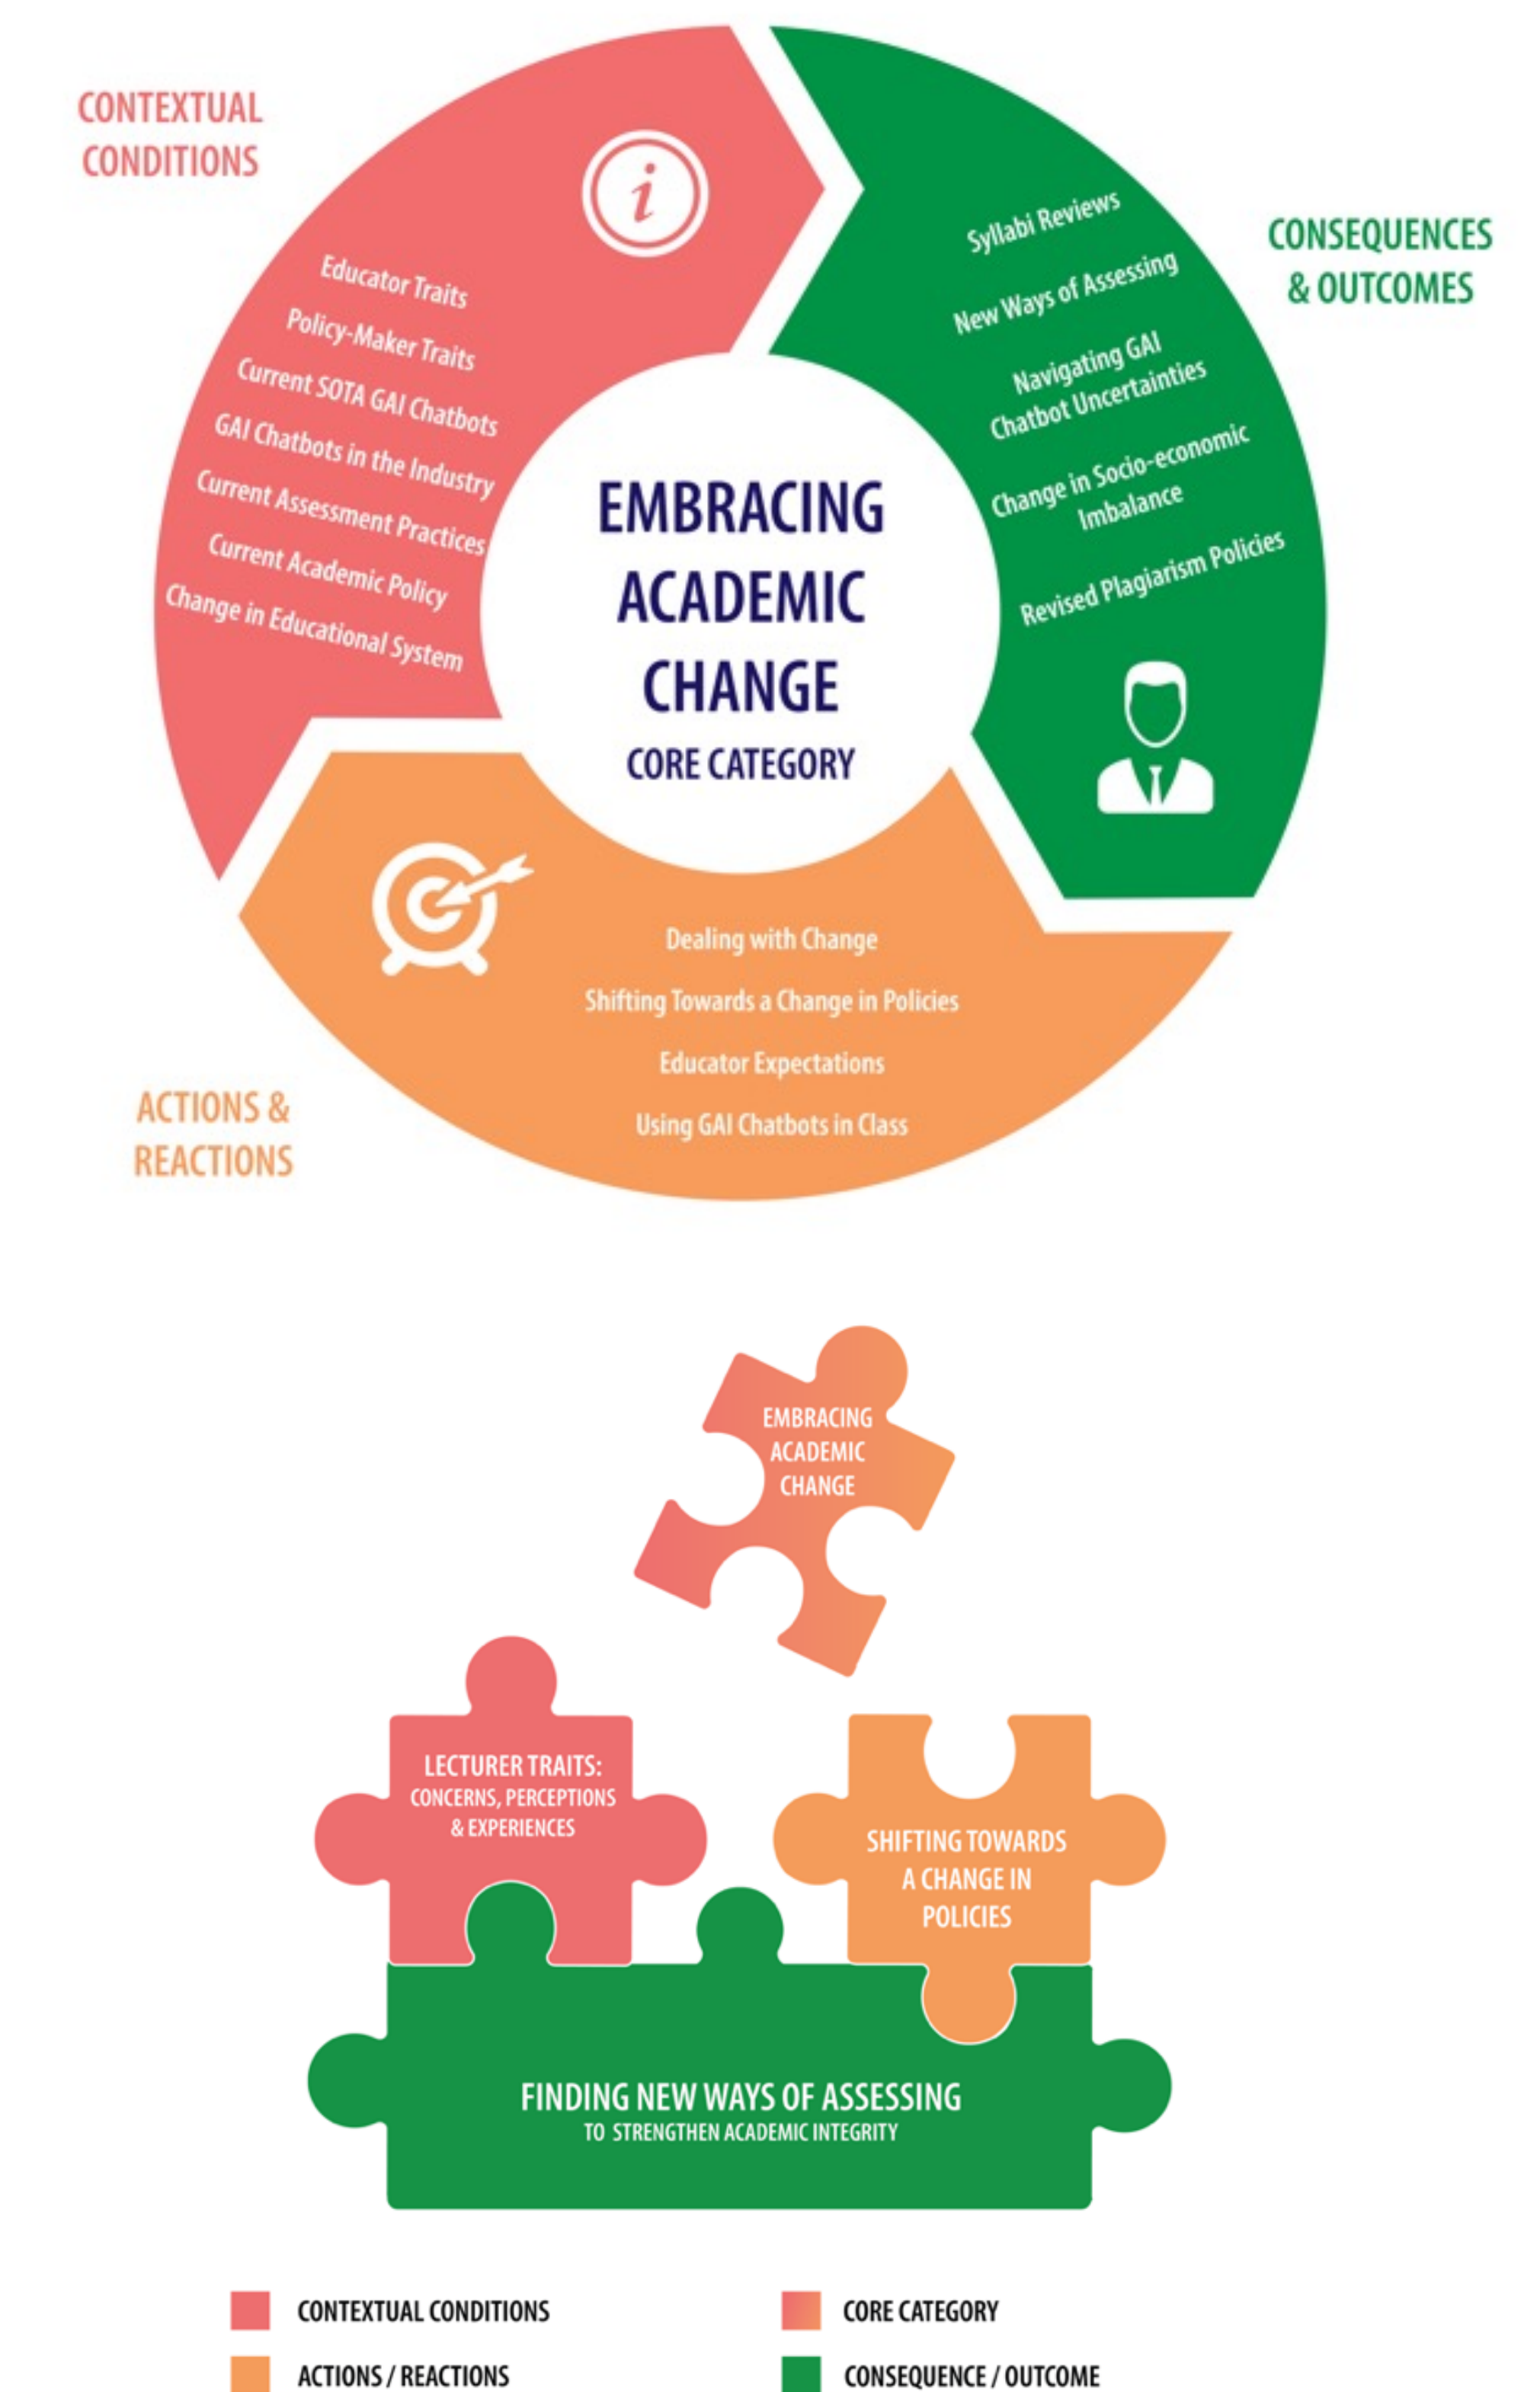 CONTEXTUAL
CONDITIONS
i
Educator Traits
Policy-Maker Traits
Current SOTA GAI Chatbots
GAI Chatbots in the Industry
Current Assessment Practices
Current Academic Policy
Change in Educational System
CONSEQUENCES
& OUTCOMES
Syllabi Reviews
New Ways of Assessing
Navigating GAI
Chatbot Uncertainties
Change in Socio-economic
Imbalance
Revised Plagiarism Policies
EMBRACING
ACADEMIC
CHANGE
CORE CATEGORY
ACTIONS &
REACTIONS
Dealing with Change
Shifting Towards a Change in Policies
Educator Expectations
Using GAI Chatbots in Class
EMBRACING
ACADEMIC
CHANGE
LECTURER TRAITS:
CONCERNS, PERCEPTIONS
& EXPERIENCES
SHIFTING TOWARDS
A CHANGE IN
POLICIES
FINDING NEW WAYS OF ASSESSING
TO STRENGTHEN ACADEMIC INTEGRITY
CONTEXTUAL CONDITIONS
CORE CATEGORY
ACTIONS / REACTIONS
CONSEQUENCE / OUTCOME